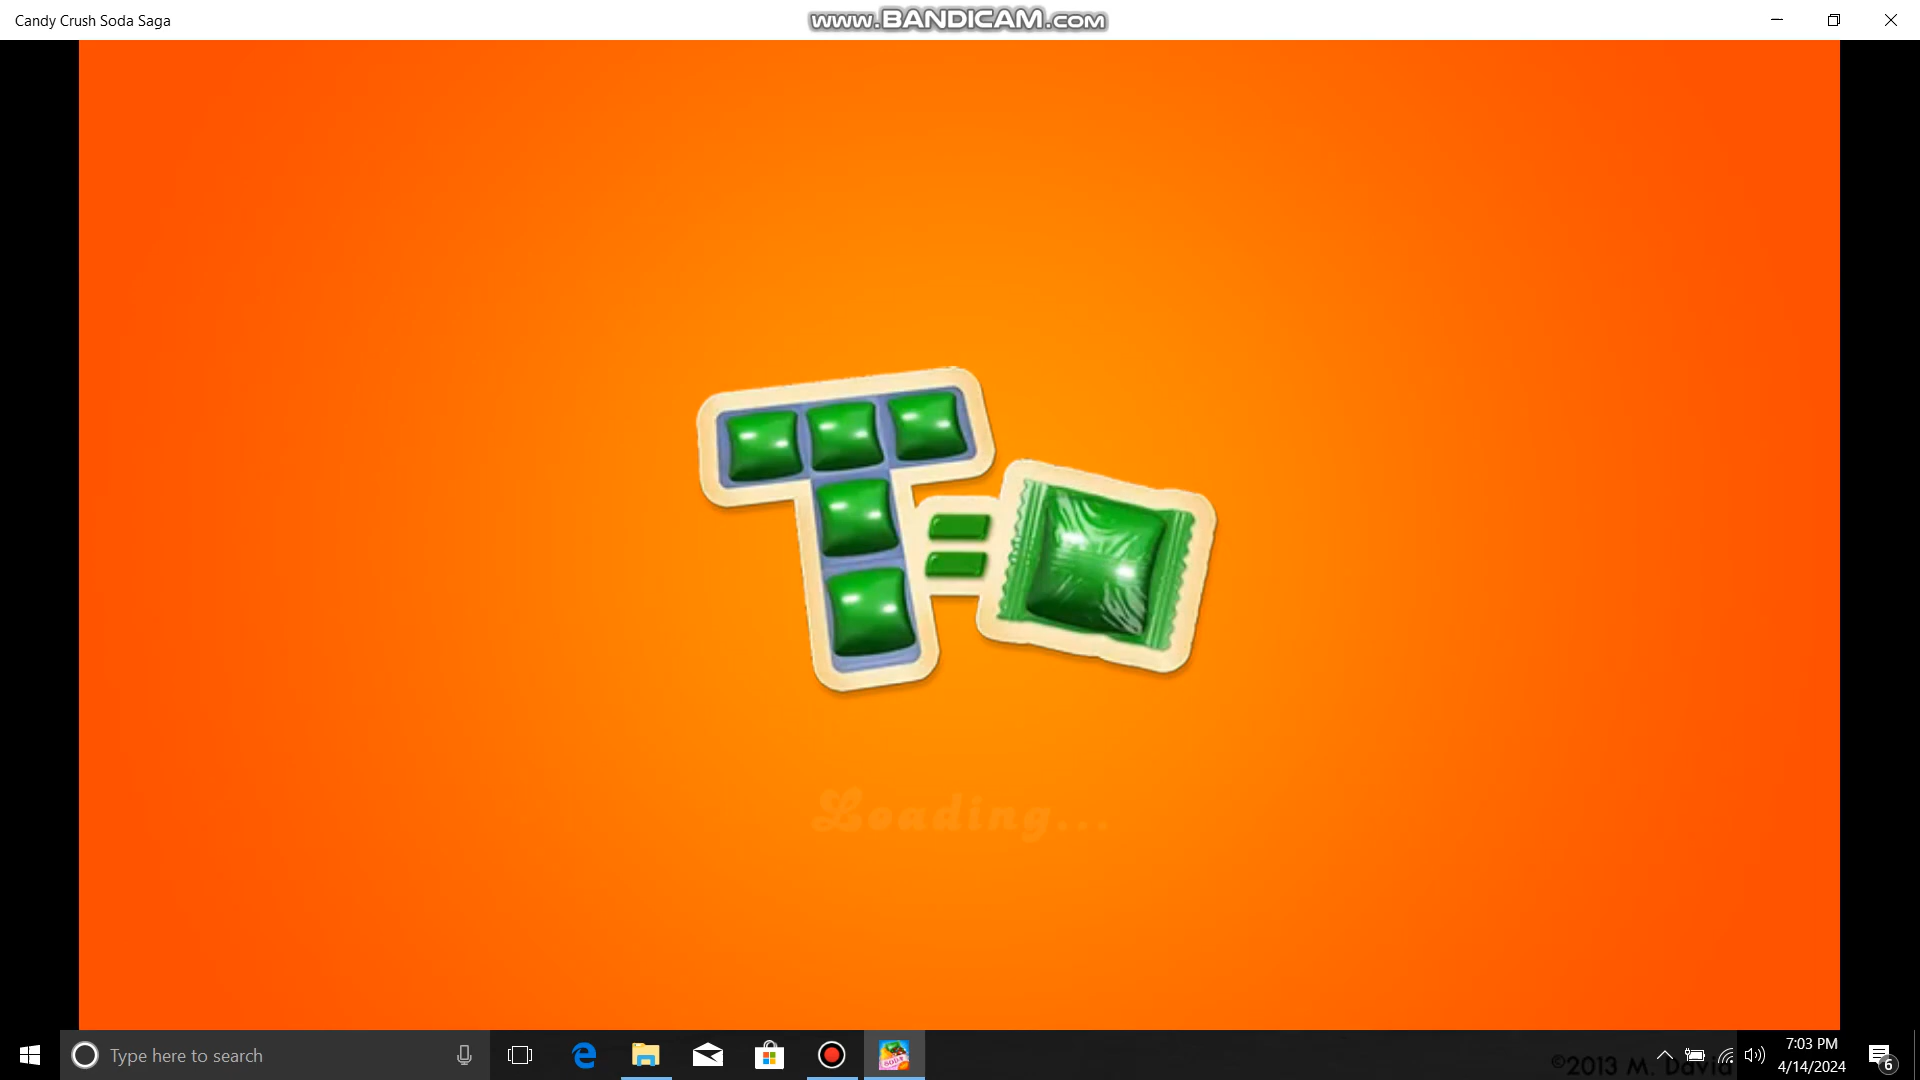 Candy Crush Soda Saga
www.BANDICAM.com
Loading...
Type here to search
7:03 PM
4/14/2024
6
©2013 M. David